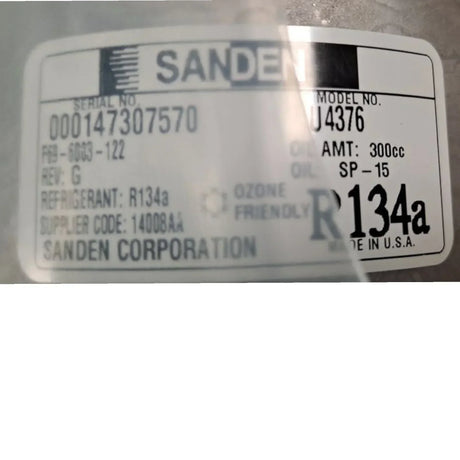 SANDEN
SERIAL NO.
000147307570
MODEL NO.
U4376
F69-6003-122
OIL AMT: 300cc
REV: G
OIL: SP-15
REFRIGERANT: R134a
OZONE
FRIENDLY
R134a
SUPPLIER CODE: 14008AA
SANDEN CORPORATION
MADE IN U.S.A.